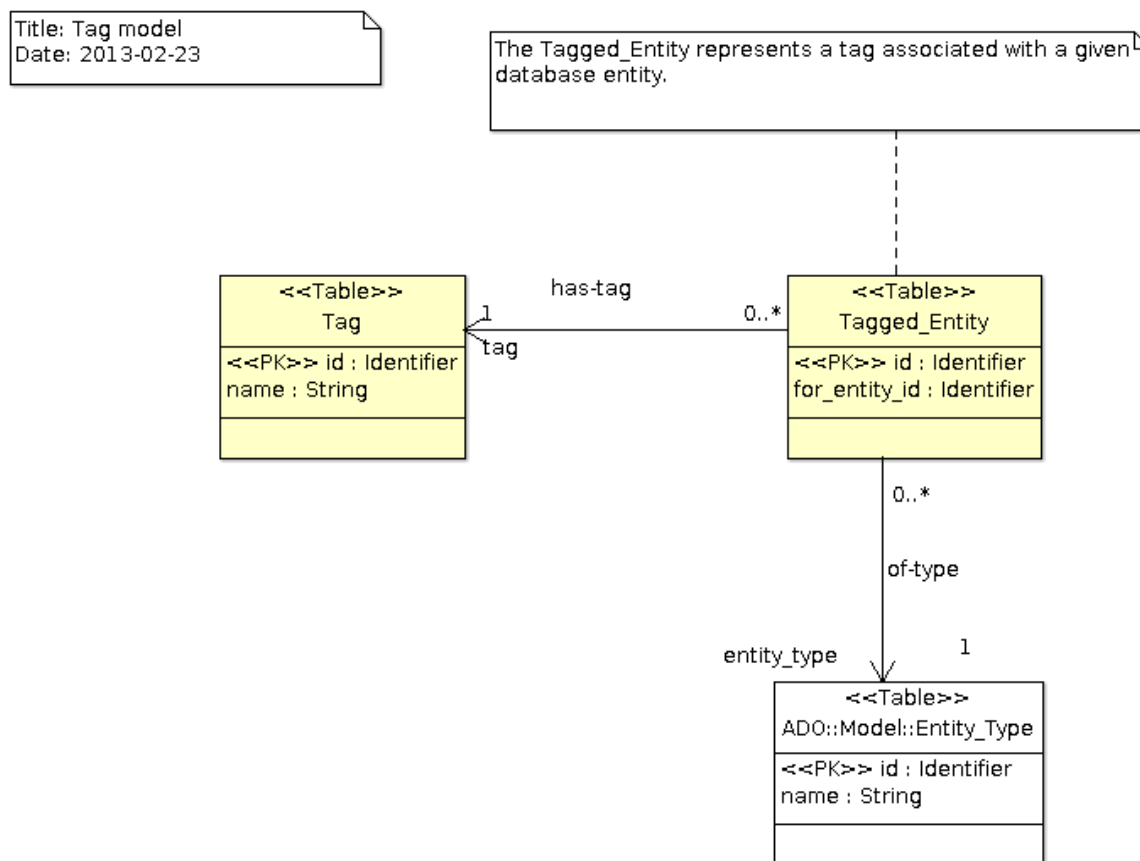 Title: Tag model
Date: 2013-02-23
The Tagged_Entity represents a tag associated with a given
database entity.
<<Table>>
Tag
<<PK>> id : Identifier
name : String
has-tag
1
0..*
tag
<<Table>>
Tagged_Entity
<<PK>> id : Identifier
for_entity_id : Identifier
0..*
of-type
1
entity_type
<<Table>>
ADO::Model::Entity_Type
<<PK>> id : Identifier
name : String